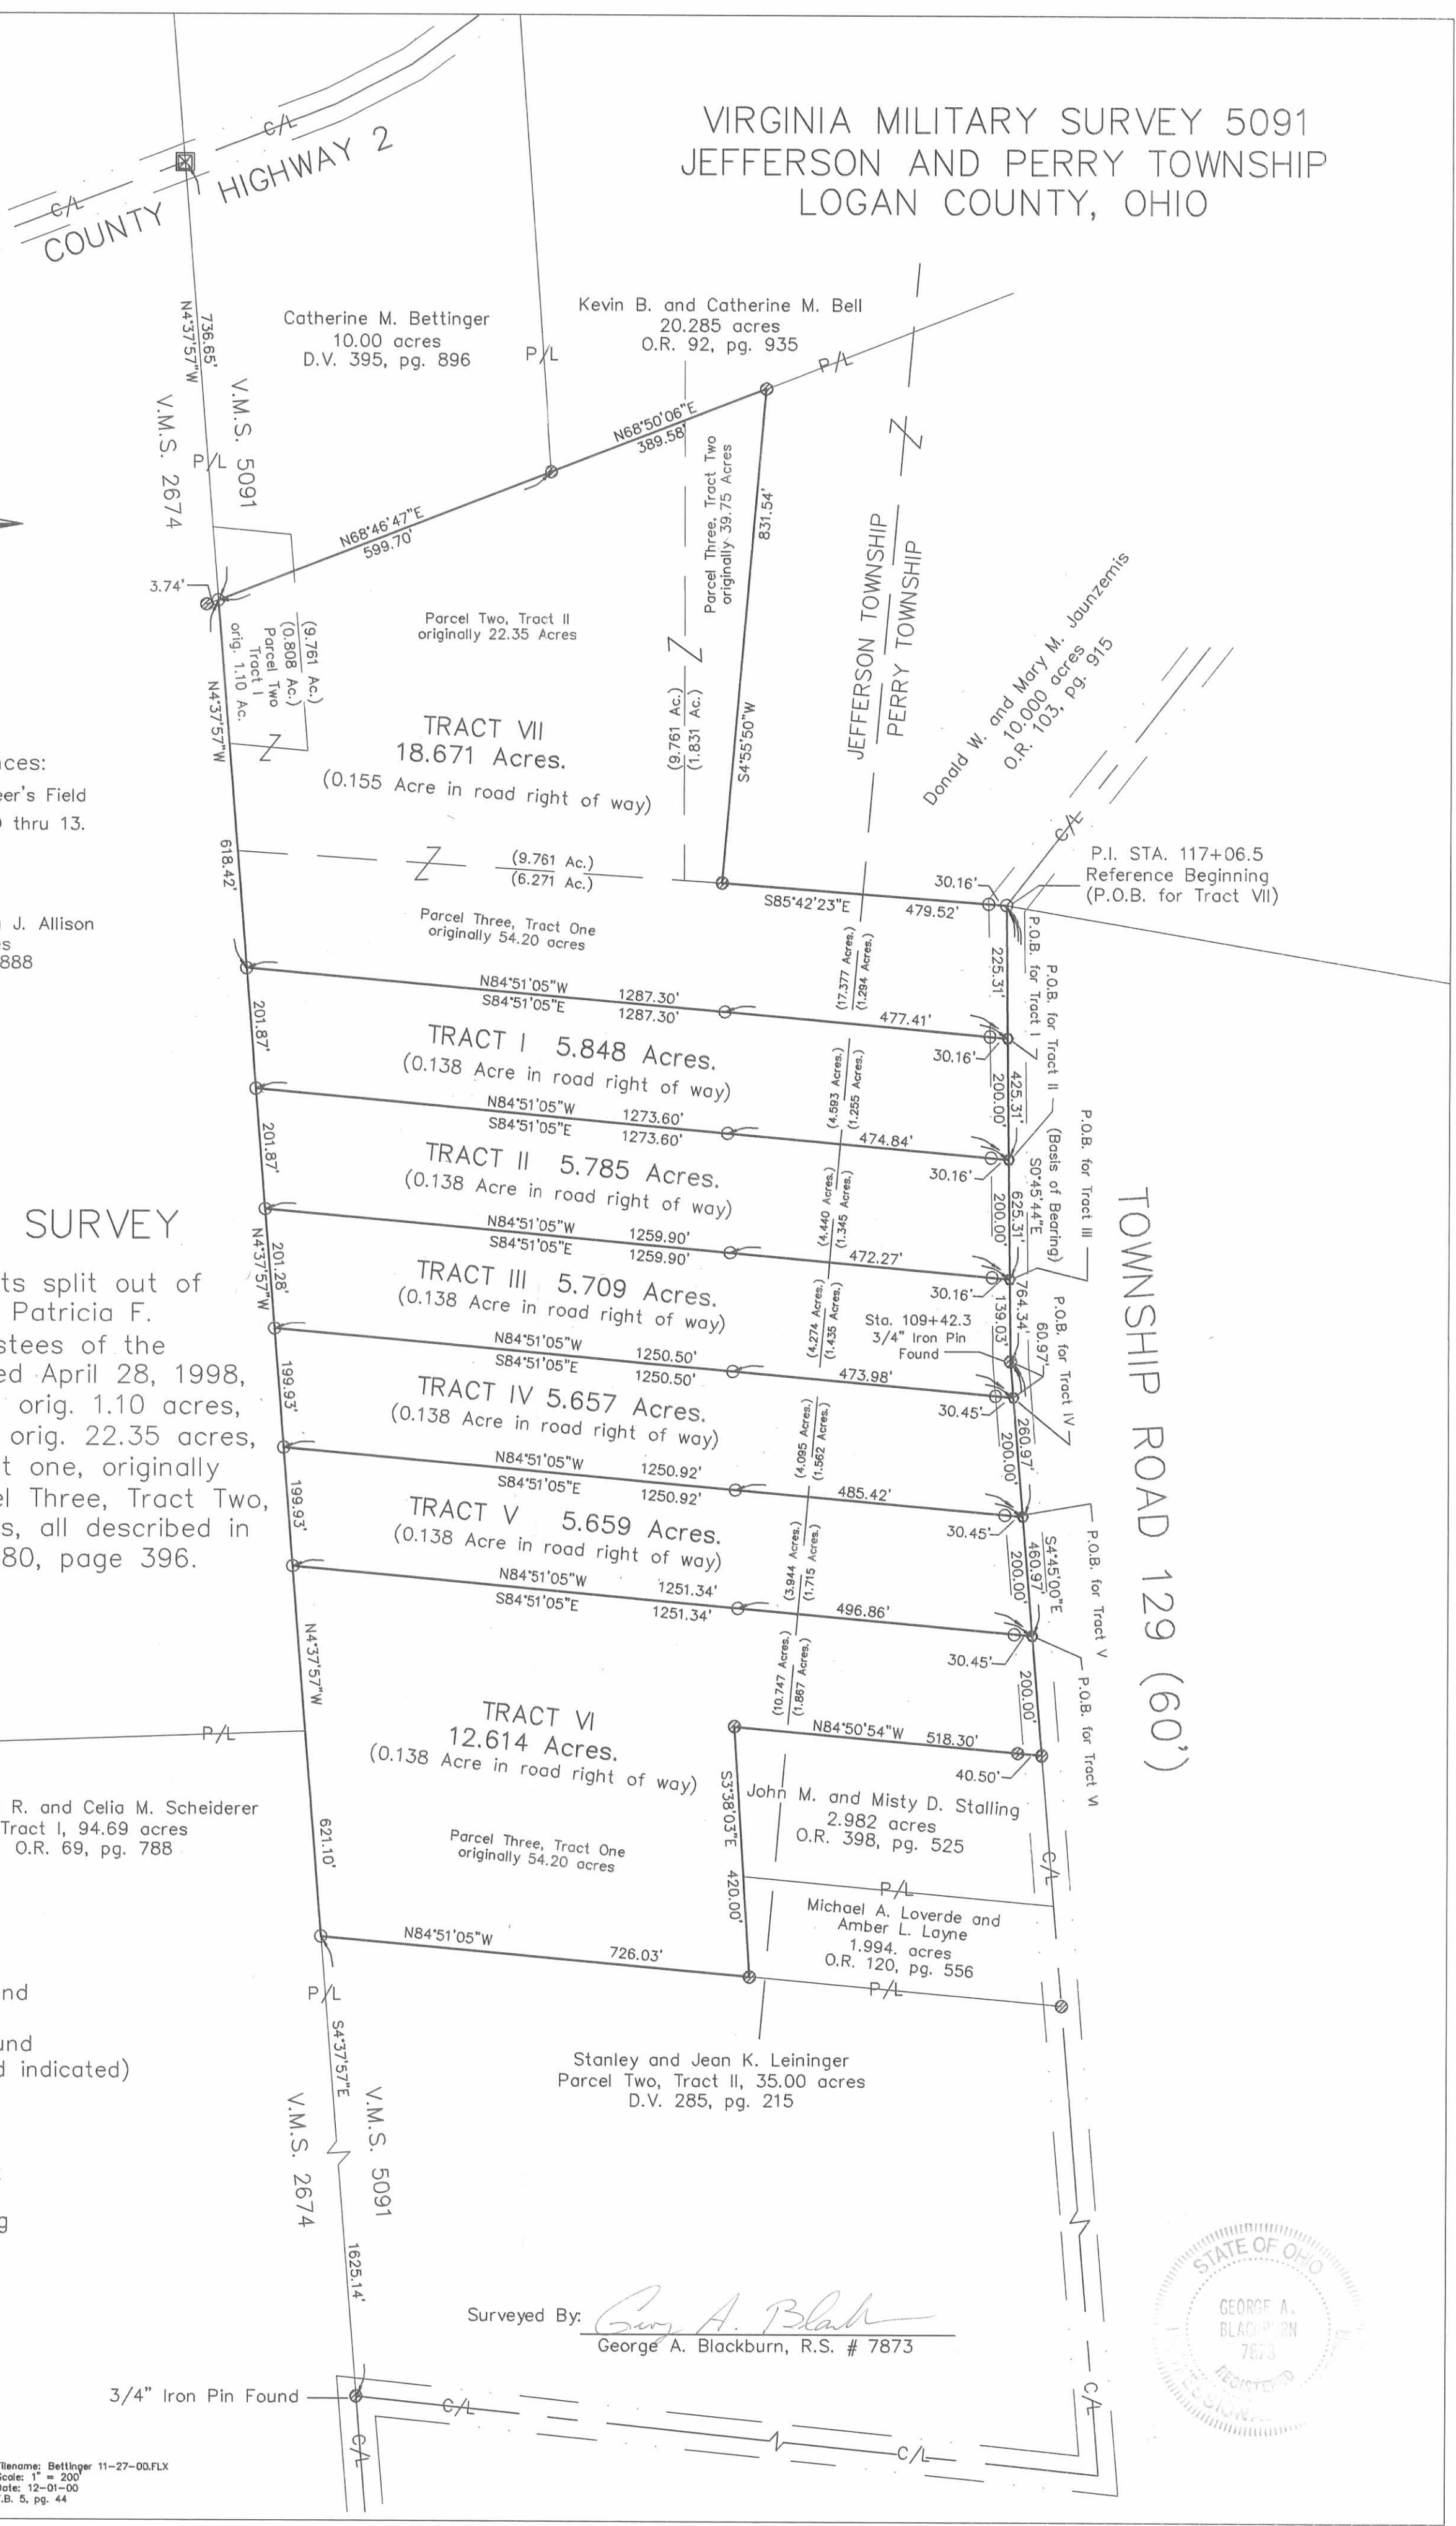 VIRGINIA MILITARY SURVEY 5091
JEFFERSON AND PERRY TOWNSHIP
LOGAN COUNTY, OHIO
C/L
C/L
COUNTY HIGHWAY 2
736.65'
N4°37'57"W
V.M.S. 2674
V.M.S. 5091
P/L
Catherine M. Bettinger
10.00 acres
D.V. 395, pg. 896
P/L
Kevin B. and Catherine M. Bell
20.285 acres
O.R. 92, pg. 935
P/L
N68°50'06"E
389.58'
N68°46'47"E
599.70'
3.74'
Parcel Three, Tract Two
originally 39.75 Acres
831.54'
S4°55'50"W
JEFFERSON TOWNSHIP
PERRY TOWNSHIP
Donald W. and Mary M. Jaunzemis
10.000 acres
O.R. 103, pg. 915
(9.761 Ac.)
(0.808 Ac.)
Parcel Two
Tract I
orig. 1.10 Ac.
N4°37'57"W
618.42'
Parcel Two, Tract II
originally 22.35 Acres
TRACT VII
18.671 Acres.
(0.155 Acre in road right of way)
(9.761 Ac.)
(1.831 Ac.)
(9.761 Ac.)
(6.271 Ac.)
C/L
P.I. STA. 117+06.5
Reference Beginning
(P.O.B. for Tract VII)
30.16'
S85°42'23"E
479.52'
Parcel Three, Tract One
originally 54.20 acres
(17.377 Acres.)
(1.294 Acres.)
225.31'
P.O.B. for Tract I
P.O.B. for Tract II
N84°51'05"W 1287.30'
S84°51'05"E 1287.30'
477.41'
30.16'
201.87'
TRACT I 5.848 Acres.
(0.138 Acre in road right of way)
(4.593 Acres.)
(1.255 Acres.)
425.31'
200.00'
N84°51'05"W 1273.60'
S84°51'05"E 1273.60'
474.84'
30.16'
201.87'
TRACT II 5.785 Acres.
(0.138 Acre in road right of way)
(4.440 Acres.)
(1.345 Acres.)
625.31'
200.00'
S0°45'44"E
(Basis of Bearing)
P.O.B. for Tract III
N84°51'05"W 1259.90'
S84°51'05"E 1259.90'
472.27'
30.16'
201.28'
N4°37'57"W
TRACT III 5.709 Acres.
(0.138 Acre in road right of way)
(4.274 Acres.)
(1.435 Acres.)
Sta. 109+42.3
3/4" Iron Pin
Found
764.34'
139.03'
60.97'
P.O.B. for Tract IV
N84°51'05"W 1250.50'
S84°51'05"E 1250.50'
473.98'
30.45'
199.93'
TRACT IV 5.657 Acres.
(0.138 Acre in road right of way)
(4.095 Acres.)
(1.562 Acres.)
260.97'
200.00'
N84°51'05"W 1250.92'
S84°51'05"E 1250.92'
485.42'
30.45'
199.93'
TRACT V 5.659 Acres.
(0.138 Acre in road right of way)
(3.944 Acres.)
(1.715 Acres.)
S4°45'00"E
460.97'
200.00'
P.O.B. for Tract V
N84°51'05"W 1251.34'
S84°51'05"E 1251.34'
496.86'
30.45'
P.O.B. for Tract VI
TOWNSHIP ROAD 129 (60')
N4°37'57"W
621.10'
TRACT VI
12.614 Acres.
(0.138 Acre in road right of way)
(10.747 Acres.)
(1.867 Acres.)
200.00'
N84°50'54"W 518.30'
40.50'
S3°38'03"E 420.00'
John M. and Misty D. Stalling
2.982 acres
O.R. 398, pg. 525
C/L
P/L
Michael A. Loverde and
Amber L. Layne
1.994. acres
O.R. 120, pg. 556
P/L
Parcel Three, Tract One
originally 54.20 acres
N84°51'05"W 726.03'
P/L
S4°37'57"E
V.M.S. 2674
V.M.S. 5091
1625.14'
Stanley and Jean K. Leininger
Parcel Two, Tract II, 35.00 acres
D.V. 285, pg. 215
ces:
er's Field
thru 13.
J. Allison
s
888
SURVEY
ts split out of
Patricia F.
stees of the
ed April 28, 1998,
orig. 1.10 acres,
orig. 22.35 acres,
t one, originally
el Three, Tract Two,
s, all described in
80, page 396.
P/L
R. and Celia M. Scheiderer
Tract I, 94.69 acres
O.R. 69, pg. 788
nd
und
d indicated)
g
Surveyed By:
George A. Blackburn, R.S. # 7873
3/4" Iron Pin Found
C/L
C/L
C/L
C/L
STATE OF OHIO
GEORGE A.
BLACKBURN
7873
REGISTERED
filename: Bettinger 11-27-00.FLX
Scale: 1" = 200'
Date: 12-01-00
F.B. 5, pg. 44